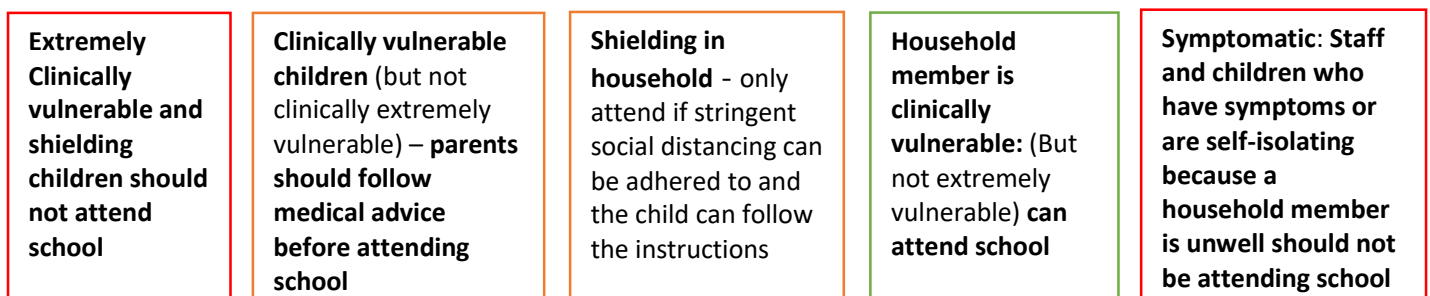 Extremely
Clinically
vulnerable and
shielding
children should
not attend
school
Clinically vulnerable
children (but not
clinically extremely
vulnerable) – parents
should follow
medical advice
before attending
school
Shielding in
household - only
attend if stringent
social distancing can
be adhered to and
the child can follow
the instructions
Household
member is
clinically
vulnerable: (But
not extremely
vulnerable) can
attend school
Symptomatic: Staff
and children who
have symptoms or
are self-isolating
because a
household member
is unwell should not
be attending school